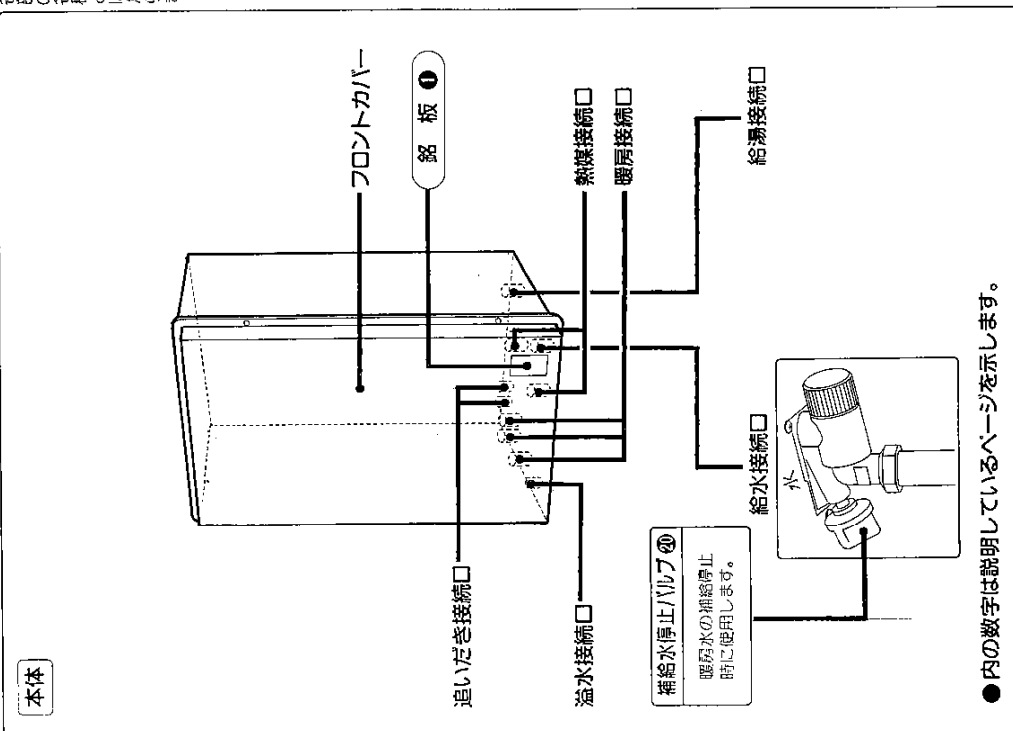 本体
フロントカバー
銘 板 ❶
追いだき接続口
熱媒接続口
暖房接続口
溢水接続口
給湯接続口
給水接続口
補給水停止バルブ ⓴
暖房水の補給停止
時に使用します。
水
●内の数字は説明しているページを示します。